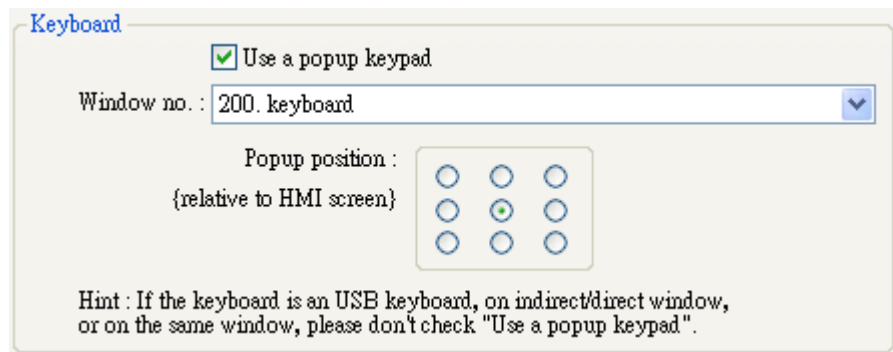 Keyboard
Use a popup keypad
Window no. : 200. keyboard
Popup position :
{relative to HMI screen}
Hint : If the keyboard is an USB keyboard, on indirect/direct window,
or on the same window, please don't check "Use a popup keypad".